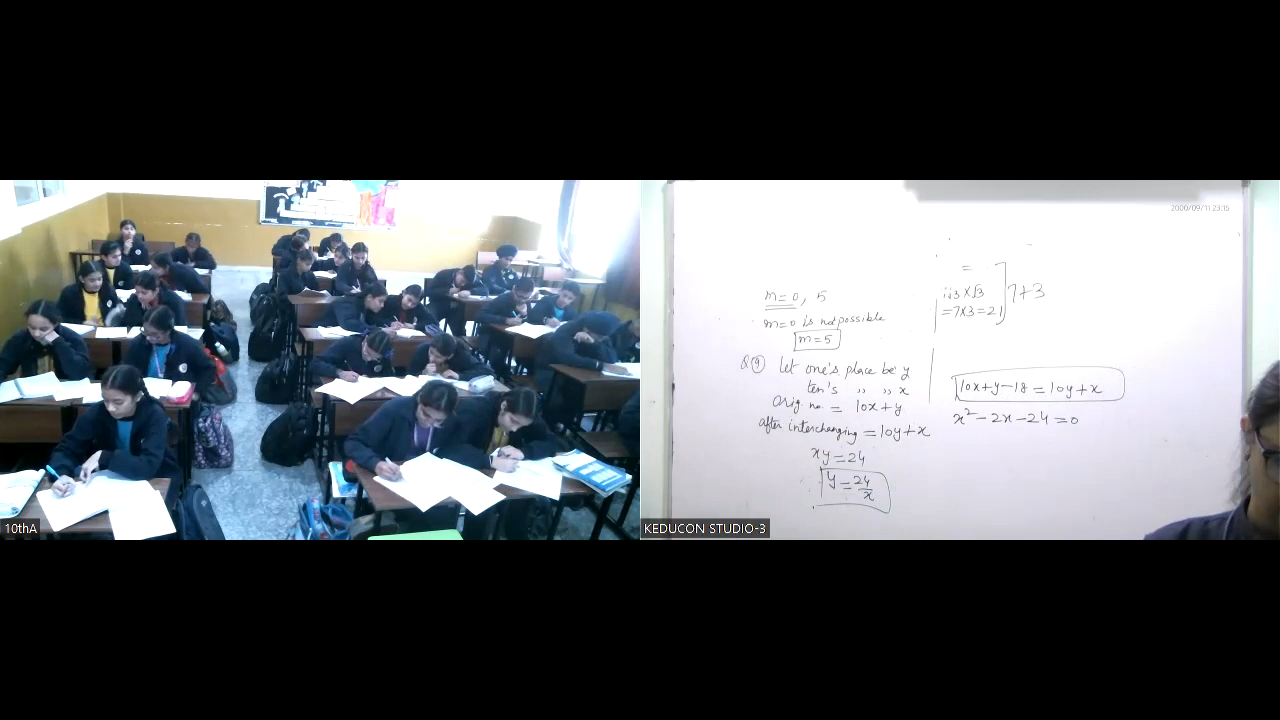 2000/09/11 23:15
m=0, 5
m=0 is not possible
m=5
=
=7x3=21
7+3
Q9 let one's place be y
ten's " " x
Orig. no. = 10x+y
after interchanging = 10y+x
xy=24
y=24/x
10x+y-18=10y+x
x²-2x-24=0
10thA
KEDUCON STUDIO-3